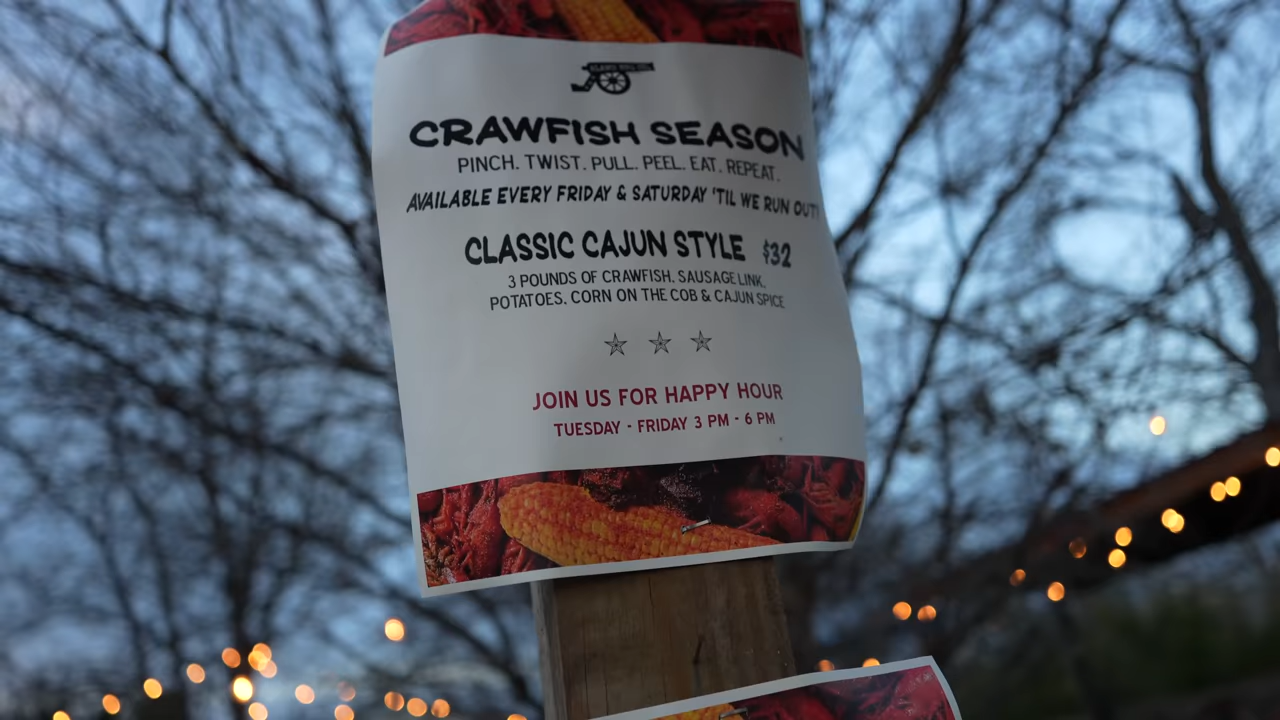 CRAWFISH SEASON
PINCH. TWIST. PULL. PEEL. EAT. REPEAT.
AVAILABLE EVERY FRIDAY & SATURDAY 'TIL WE RUN OUT!
CLASSIC CAJUN STYLE $32
3 POUNDS OF CRAWFISH, SAUSAGE LINK,
POTATOES, CORN ON THE COB & CAJUN SPICE
JOIN US FOR HAPPY HOUR
TUESDAY - FRIDAY 3 PM - 6 PM